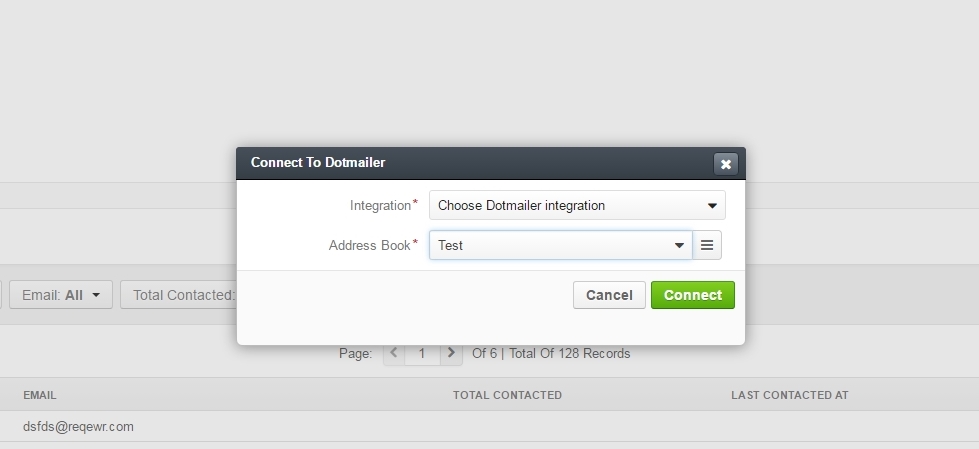 Connect To Dotmailer
Integration* Choose Dotmailer integration
Address Book* Test
Email: All Total Contacted:
Cancel Connect
Page: 1 Of 6 | Total Of 128 Records
EMAIL TOTAL CONTACTED LAST CONTACTED AT
dsfds@reqewr.com